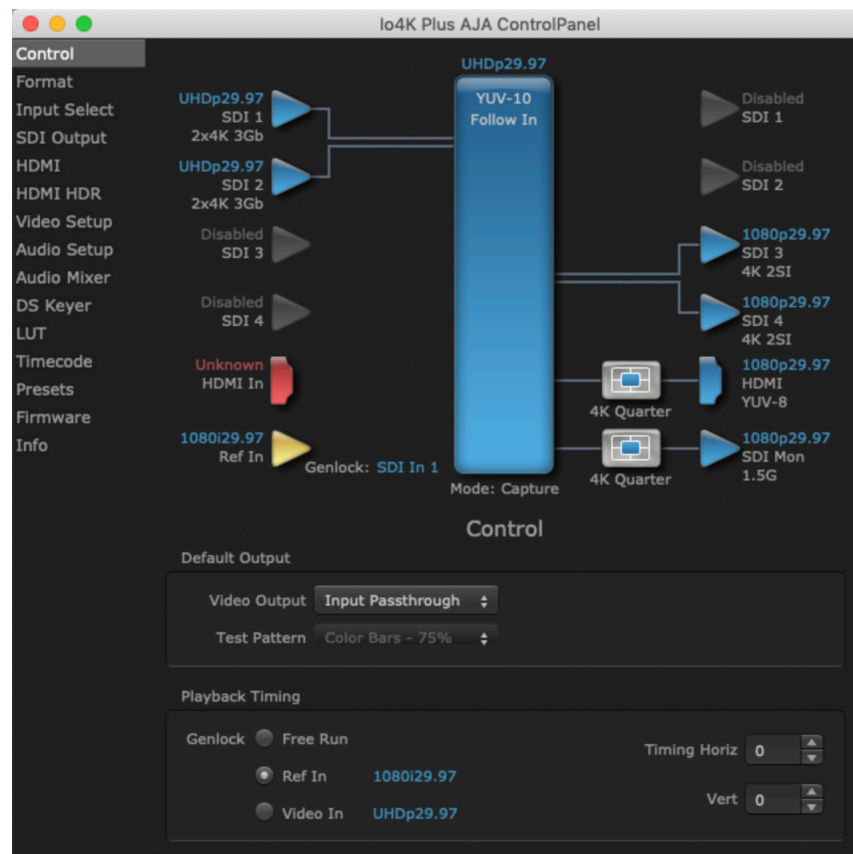 Io4K Plus AJA ControlPanel
Control
Format
Input Select
SDI Output
HDMI
HDMI HDR
Video Setup
Audio Setup
Audio Mixer
DS Keyer
LUT
Timecode
Presets
Firmware
Info
UHDp29.97
SDI 1
2x4K 3Gb
UHDp29.97
SDI 2
2x4K 3Gb
Disabled
SDI 3
Disabled
SDI 4
Unknown
HDMI In
1080i29.97
Ref In
Genlock: SDI In 1
UHDp29.97
YUV-10
Follow In
Mode: Capture
Disabled
SDI 1
Disabled
SDI 2
1080p29.97
SDI 3
4K 2SI
1080p29.97
SDI 4
4K 2SI
4K Quarter
1080p29.97
HDMI
YUV-8
4K Quarter
1080p29.97
SDI Mon
1.5G
Control
Default Output
Video Output Input Passthrough
Test Pattern Color Bars - 75%
Playback Timing
Genlock Free Run
Ref In 1080i29.97
Video In UHDp29.97
Timing Horiz 0
Vert 0